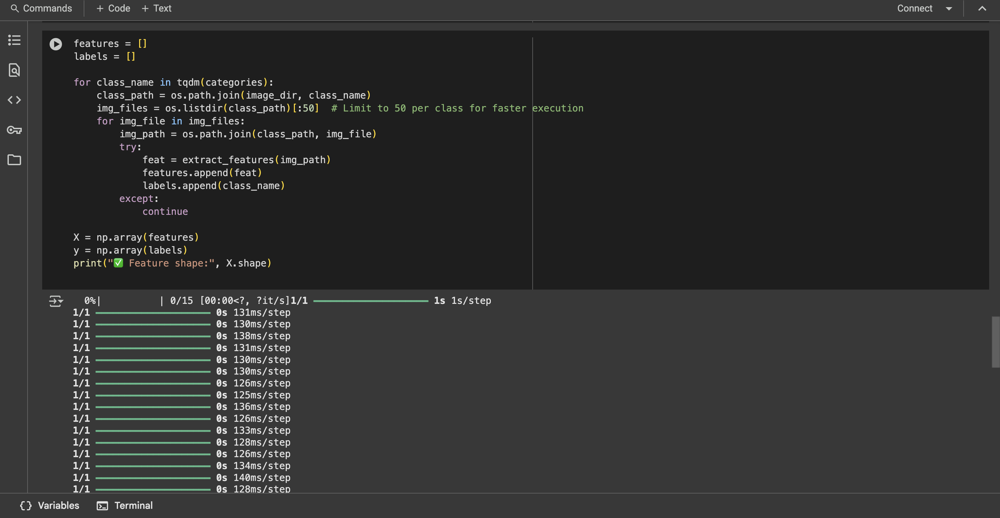 Commands + Code + Text Connect
features = []
labels = []
for class_name in tqdm(categories):
    class_path = os.path.join(image_dir, class_name)
    img_files = os.listdir(class_path)[:50]  # Limit to 50 per class for faster execution
    for img_file in img_files:
        img_path = os.path.join(class_path, img_file)
        try:
            feat = extract_features(img_path)
            features.append(feat)
            labels.append(class_name)
        except:
            continue
X = np.array(features)
y = np.array(labels)
print("✅ Feature shape:", X.shape)
0%| | 0/15 [00:00<?, ?it/s]1/1 ━━━━━━━━━━━━━━━━━━━━ 1s 1s/step
1/1 ━━━━━━━━━━━━━━━━━━━━ 0s 131ms/step
1/1 ━━━━━━━━━━━━━━━━━━━━ 0s 130ms/step
1/1 ━━━━━━━━━━━━━━━━━━━━ 0s 138ms/step
1/1 ━━━━━━━━━━━━━━━━━━━━ 0s 131ms/step
1/1 ━━━━━━━━━━━━━━━━━━━━ 0s 130ms/step
1/1 ━━━━━━━━━━━━━━━━━━━━ 0s 130ms/step
1/1 ━━━━━━━━━━━━━━━━━━━━ 0s 126ms/step
1/1 ━━━━━━━━━━━━━━━━━━━━ 0s 125ms/step
1/1 ━━━━━━━━━━━━━━━━━━━━ 0s 136ms/step
1/1 ━━━━━━━━━━━━━━━━━━━━ 0s 126ms/step
1/1 ━━━━━━━━━━━━━━━━━━━━ 0s 133ms/step
1/1 ━━━━━━━━━━━━━━━━━━━━ 0s 128ms/step
1/1 ━━━━━━━━━━━━━━━━━━━━ 0s 126ms/step
1/1 ━━━━━━━━━━━━━━━━━━━━ 0s 134ms/step
1/1 ━━━━━━━━━━━━━━━━━━━━ 0s 140ms/step
1/1 ━━━━━━━━━━━━━━━━━━━━ 0s 128ms/step
{} Variables Terminal